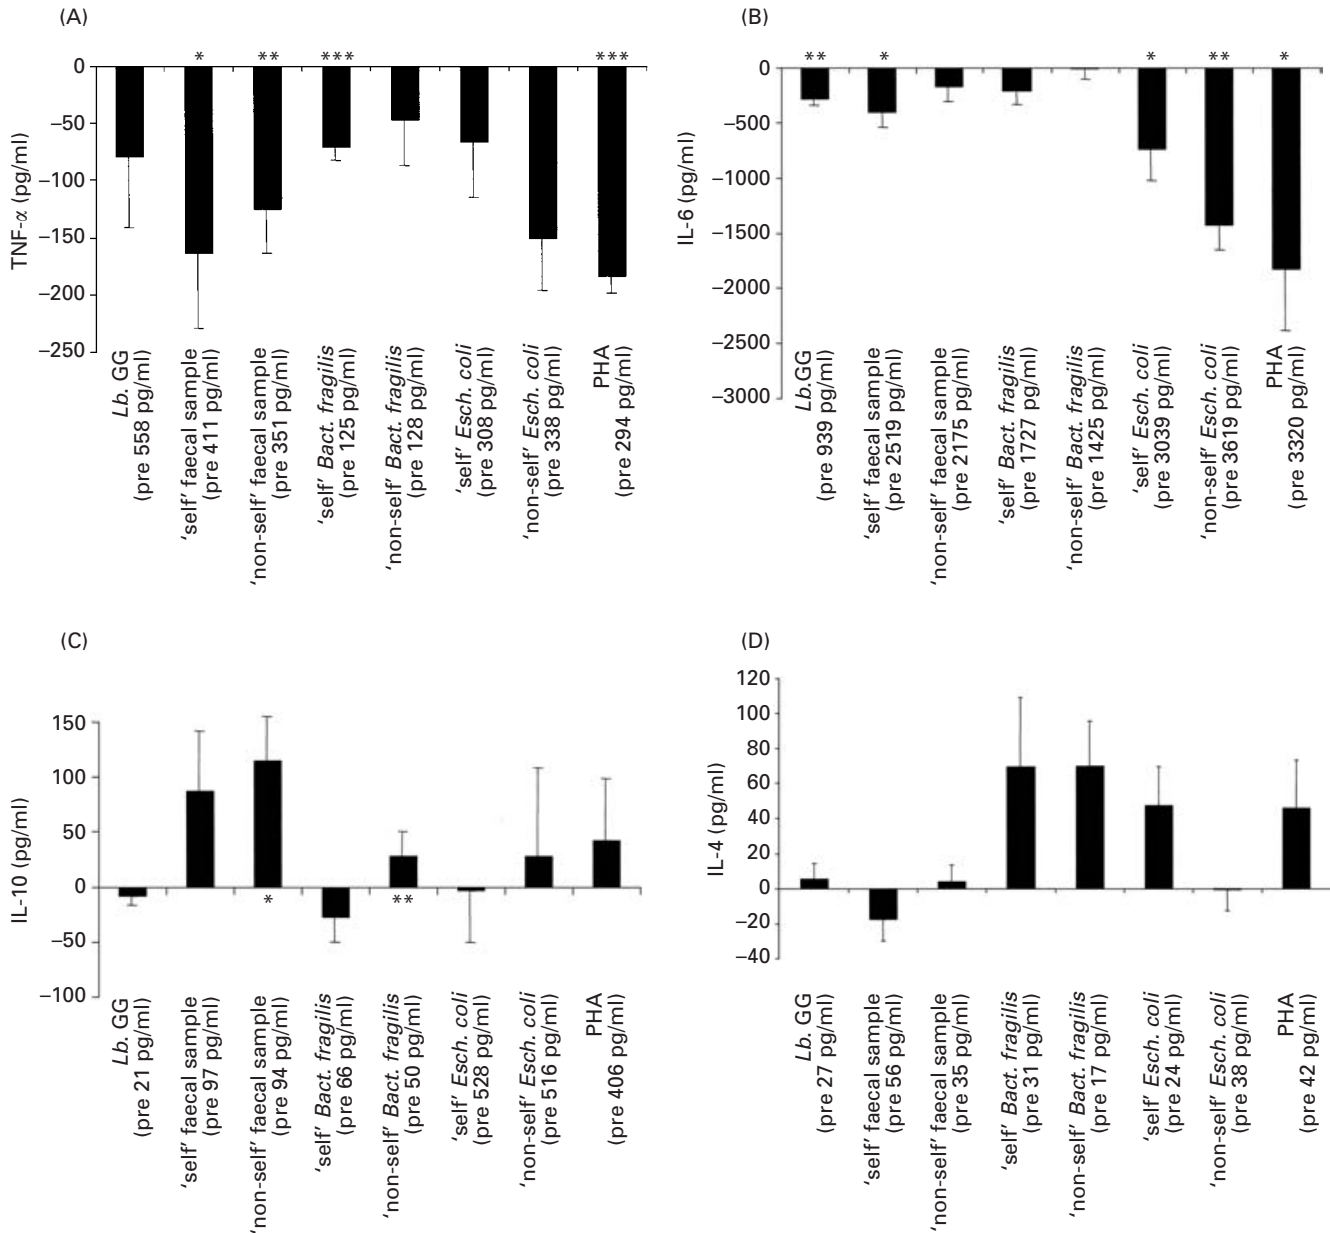 (A)
* ** *** ***
0
−50
−100
−150
−200
−250
TNF-α (pg/ml)
Lb. GG
(pre 558 pg/ml)
‘self’ faecal sample
(pre 411 pg/ml)
‘non-self’ faecal sample
(pre 351 pg/ml)
‘self’ Bact. fragilis
(pre 125 pg/ml)
‘non-self’ Bact. fragilis
(pre 128 pg/ml)
‘self’ Esch. coli
(pre 308 pg/ml)
‘non-self’ Esch. coli
(pre 338 pg/ml)
PHA
(pre 294 pg/ml)
(B)
** * * ** *
0
−500
−1000
−1500
−2000
−2500
−3000
IL-6 (pg/ml)
Lb.GG
(pre 939 pg/ml)
‘self’ faecal sample
(pre 2519 pg/ml)
‘non-self’ faecal sample
(pre 2175 pg/ml)
‘self’ Bact. fragilis
(pre 1727 pg/ml)
‘non-self’ Bact. fragilis
(pre 1425 pg/ml)
‘self’ Esch. coli
(pre 3039 pg/ml)
‘non-self’ Esch. coli
(pre 3619 pg/ml)
PHA
(pre 3320 pg/ml)
(C)
150
100
50
0
−50
−100
IL-10 (pg/ml)
* **
Lb. GG
(pre 21 pg/ml)
‘self’ faecal sample
(pre 97 pg/ml)
‘non-self’ faecal sample
(pre 94 pg/ml)
‘self’ Bact. fragilis
(pre 66 pg/ml)
‘non-self’ Bact. fragilis
(pre 50 pg/ml)
‘self’ Esch. coli
(pre 528 pg/ml)
‘non-self’ Esch. coli
(pre 516 pg/ml)
PHA
(pre 406 pg/ml)
(D)
120
100
80
60
40
20
0
−20
−40
IL-4 (pg/ml)
Lb. GG
(pre 27 pg/ml)
‘self’ faecal sample
(pre 56 pg/ml)
‘non-self’ faecal sample
(pre 35 pg/ml)
‘self’ Bact. fragilis
(pre 31 pg/ml)
‘non-self’ Bact. fragilis
(pre 17 pg/ml)
‘self’ Esch. coli
(pre 24 pg/ml)
‘non-self’ Esch. coli
(pre 38 pg/ml)
PHA
(pre 42 pg/ml)